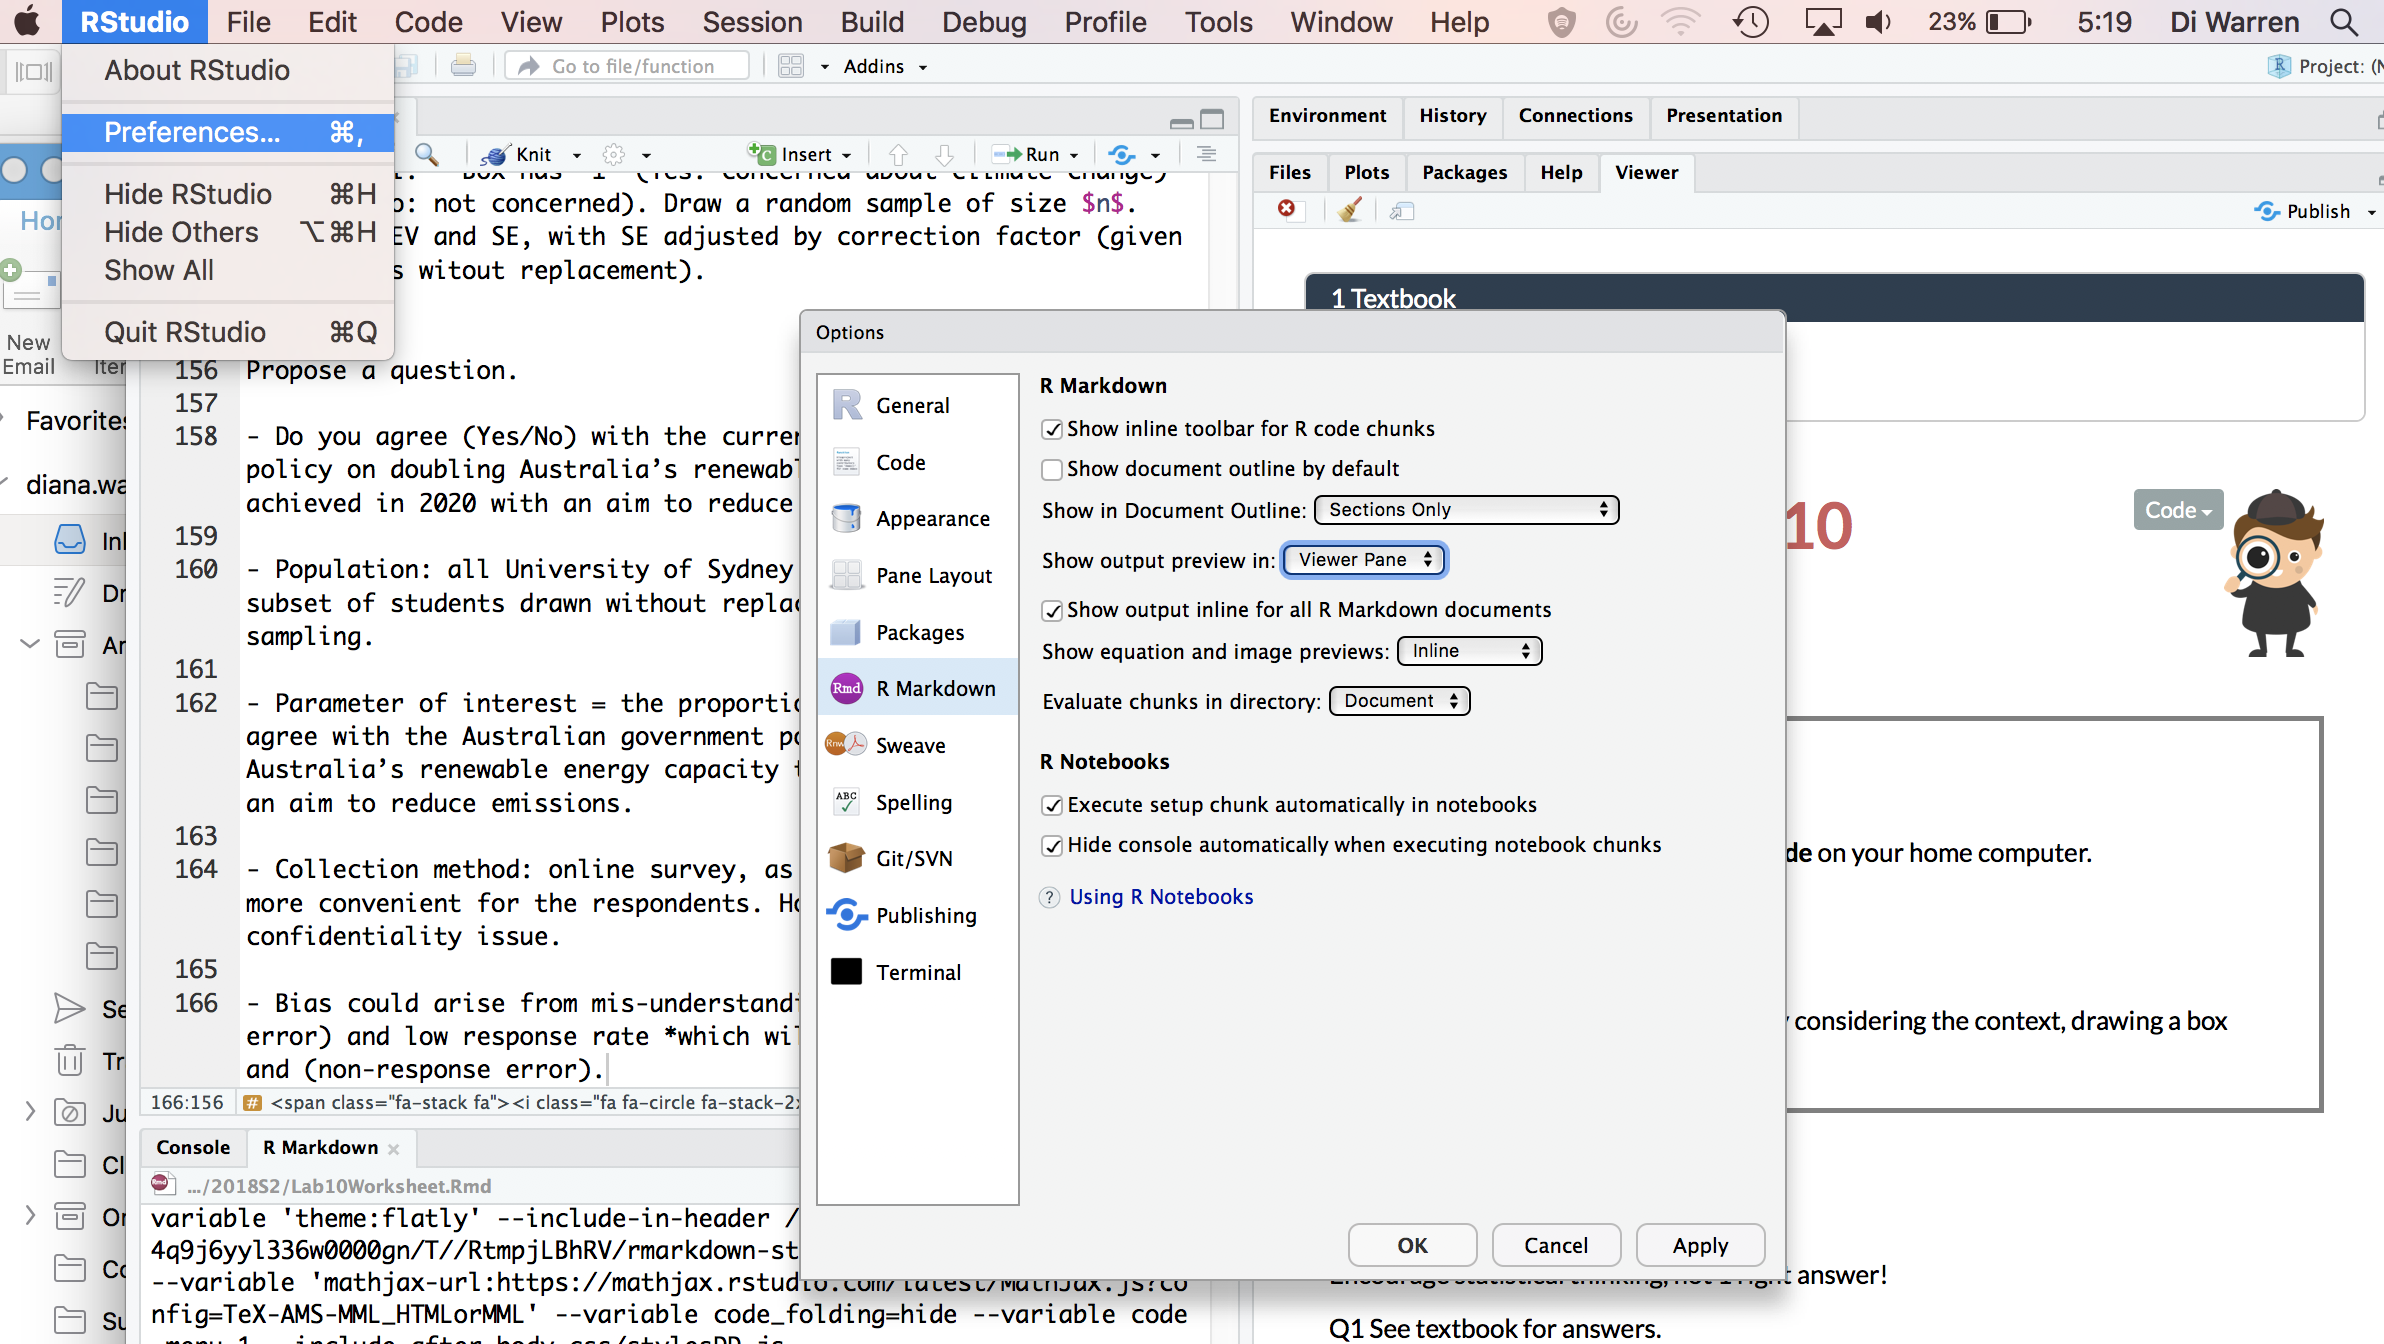 RStudio File Edit Code View Plots Session Build Debug Profile Tools Window Help 23% 5:19 Di Warren
About RStudio
Preferences... ⌘,
Hide RStudio ⌘H
Hide Others ⌥⌘H
Show All
Quit RStudio ⌘Q
Go to file/function Addins Project: (N
Knit Insert Run
: not concerned). Draw a random sample of size $n$.
EV and SE, with SE adjusted by correction factor (given
s witout replacement).
New
Email
Favorites
diana.wa
156 Propose a question.
157
158 - Do you agree (Yes/No) with the curren
policy on doubling Australia’s renewabl
achieved in 2020 with an aim to reduce
159
160 - Population: all University of Sydney
subset of students drawn without replac
sampling.
161
162 - Parameter of interest = the proportio
agree with the Australian government po
Australia’s renewable energy capacity t
an aim to reduce emissions.
163
164 - Collection method: online survey, as
more convenient for the respondents. Ho
confidentiality issue.
165
166 - Bias could arise from mis-understandi
error) and low response rate *which wil
and (non-response error).
166:156 # <span class="fa-stack fa"><i class="fa fa-circle fa-stack-2x
Console R Markdown
.../2018S2/Lab10Worksheet.Rmd
variable 'theme:flatly' --include-in-header /
4q9j6yyl336w0000gn/T//RtmpjLBhRV/rmarkdown-st
--variable 'mathjax-url:https://mathjax.rstudio.com/latest/MathJax.js?co
nfig=TeX-AMS-MML_HTMLorMML' --variable code_folding=hide --variable code
Environment History Connections Presentation
Files Plots Packages Help Viewer
Publish
1 Textbook
10
Code
de on your home computer.
considering the context, drawing a box
answer!
Q1 See textbook for answers.
Options
General
Code
Appearance
Pane Layout
Packages
Rmd R Markdown
Rnw Sweave
ABC Spelling
Git/SVN
Publishing
Terminal
R Markdown
Show inline toolbar for R code chunks
Show document outline by default
Show in Document Outline: Sections Only
Show output preview in: Viewer Pane
Show output inline for all R Markdown documents
Show equation and image previews: Inline
Evaluate chunks in directory: Document
R Notebooks
Execute setup chunk automatically in notebooks
Hide console automatically when executing notebook chunks
? Using R Notebooks
OK Cancel Apply